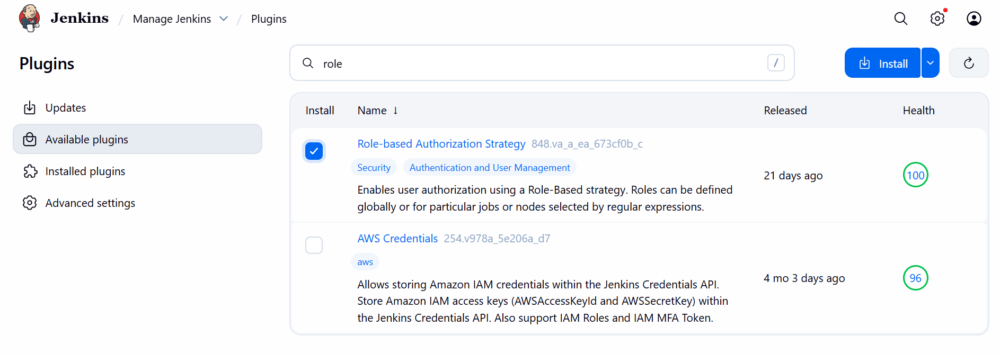 Jenkins / Manage Jenkins / Plugins
Plugins
role /
Install
Updates
Available plugins
Installed plugins
Advanced settings
Install Name ↓ Released Health
Role-based Authorization Strategy 848.va_a_ea_673cf0b_c
Security Authentication and User Management
Enables user authorization using a Role-Based strategy. Roles can be defined
globally or for particular jobs or nodes selected by regular expressions.
21 days ago
100
AWS Credentials 254.v978a_5e206a_d7
aws
Allows storing Amazon IAM credentials within the Jenkins Credentials API.
Store Amazon IAM access keys (AWSAccessKeyId and AWSSecretKey) within
the Jenkins Credentials API. Also support IAM Roles and IAM MFA Token.
4 mo 3 days ago
96